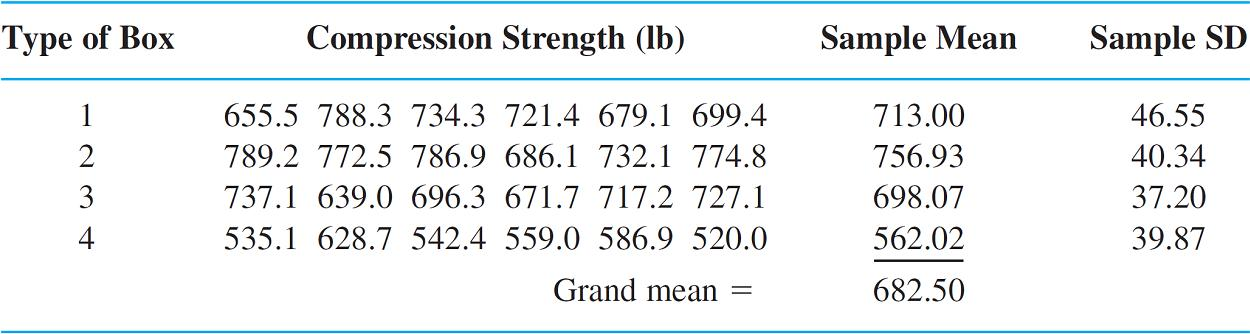 Type of Box Compression Strength (lb) Sample Mean Sample SD
1 655.5 788.3 734.3 721.4 679.1 699.4 713.00 46.55
2 789.2 772.5 786.9 686.1 732.1 774.8 756.93 40.34
3 737.1 639.0 696.3 671.7 717.2 727.1 698.07 37.20
4 535.1 628.7 542.4 559.0 586.9 520.0 562.02 39.87
Grand mean = 682.50